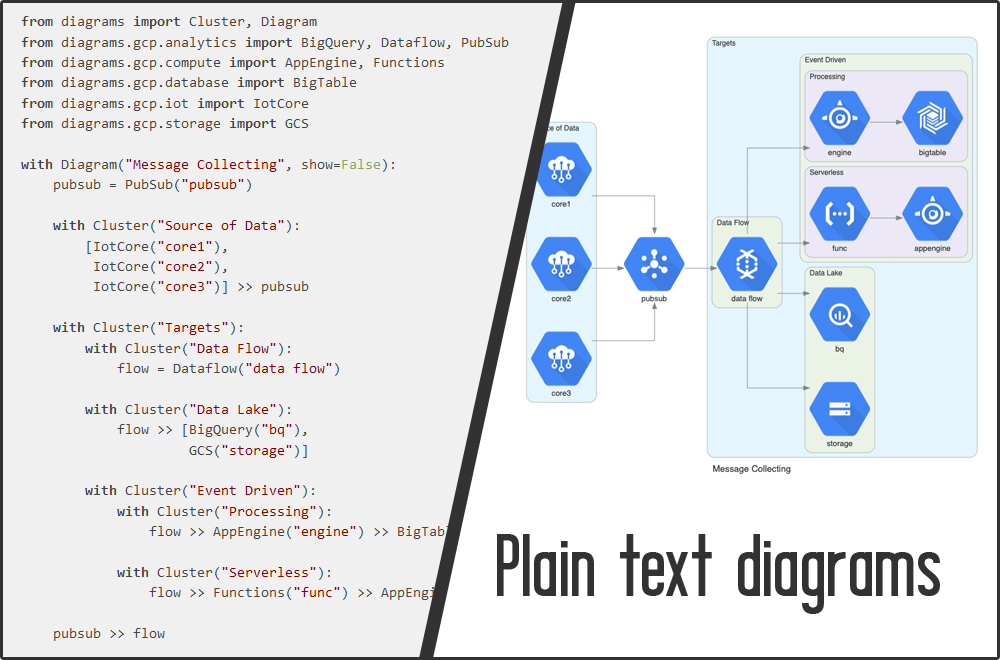 from diagrams import Cluster, Diagram
from diagrams.gcp.analytics import BigQuery, Dataflow, PubSub
from diagrams.gcp.compute import AppEngine, Functions
from diagrams.gcp.database import BigTable
from diagrams.gcp.iot import IotCore
from diagrams.gcp.storage import GCS
with Diagram("Message Collecting", show=False):
pubsub = PubSub("pubsub")
with Cluster("Source of Data"):
[IotCore("core1"),
IotCore("core2"),
IotCore("core3")] >> pubsub
with Cluster("Targets"):
with Cluster("Data Flow"):
flow = Dataflow("data flow")
with Cluster("Data Lake"):
flow >> [BigQuery("bq"),
GCS("storage")]
with Cluster("Event Driven"):
with Cluster("Processing"):
flow >> AppEngine("engine") >> BigTabl
with Cluster("Serverless"):
flow >> Functions("func") >> AppEngi
pubsub >> flow
Targets
Event Driven
Processing
engine
bigtable
Serverless
func
appengine
ce of Data
core1
core2
core3
pubsub
Data Flow
data flow
Data Lake
bq
storage
Message Collecting
Plain text diagrams